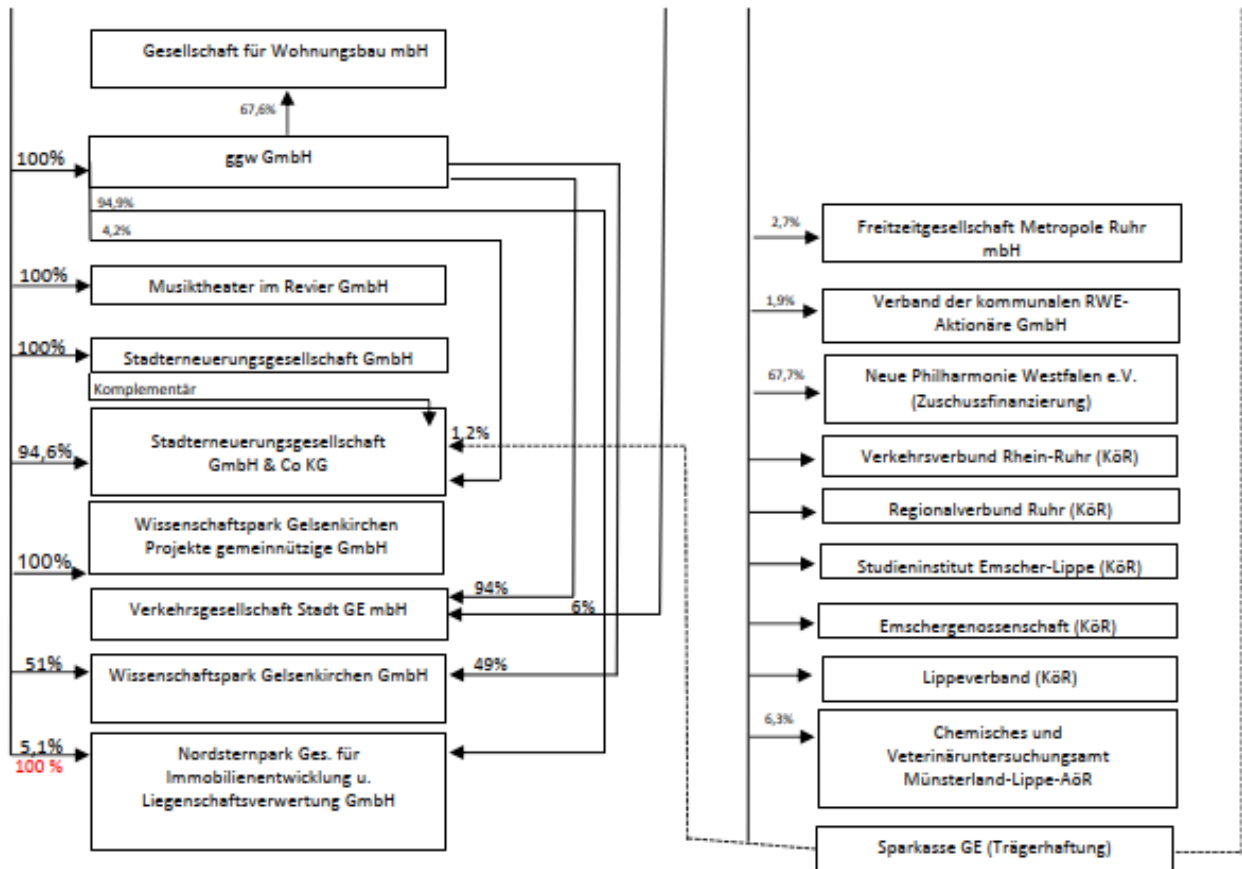 Gesellschaft für Wohnungsbau mbH
67,6%
100%
ggw GmbH
94,9%
4,2%
100%
Musiktheater im Revier GmbH
100%
Stadterneuerungsgesellschaft GmbH
Komplementär
94,6%
Stadterneuerungsgesellschaft
GmbH & Co KG
1,2%
Wissenschaftspark Gelsenkirchen
Projekte gemeinnützige GmbH
100%
Verkehrsgesellschaft Stadt GE mbH
94%
6%
51%
Wissenschaftspark Gelsenkirchen GmbH
49%
5,1%
100 %
Nordsternpark Ges. für
Immobilienentwicklung u.
Liegenschaftsverwertung GmbH
2,7%
Freitzeitgesellschaft Metropole Ruhr
mbH
1,9%
Verband der kommunalen RWE-
Aktionäre GmbH
67,7%
Neue Philharmonie Westfalen e.V.
(Zuschussfinanzierung)
Verkehrsverbund Rhein-Ruhr (KöR)
Regionalverbund Ruhr (KöR)
Studieninstitut Emscher-Lippe (KöR)
Emschergenossenschaft (KöR)
Lippeverband (KöR)
6,3%
Chemisches und
Veterinäruntersuchungsamt
Münsterland-Lippe-AöR
Sparkasse GE (Trägerhaftung)